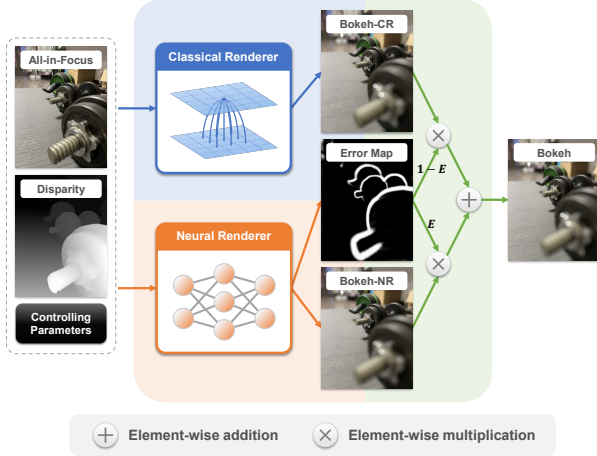 All-in-Focus
Disparity
Controlling
Parameters
Classical Renderer
Neural Renderer
Bokeh-CR
Error Map
Bokeh-NR
1 − E
E
Bokeh
Element-wise addition
Element-wise multiplication